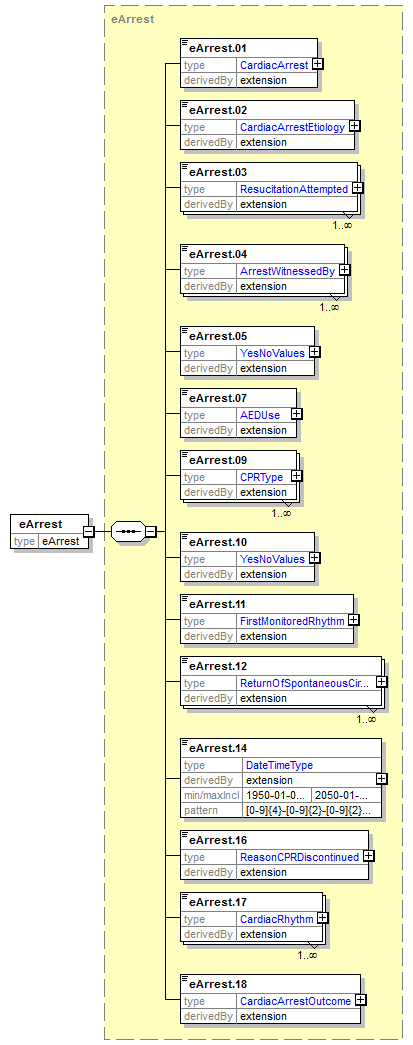 eArrest
eArrest.01
type CardiacArrest
derivedBy extension
eArrest.02
type CardiacArrestEtiology
derivedBy extension
eArrest.03
type ResucitationAttempted
derivedBy extension
1..∞
eArrest.04
type ArrestWitnessedBy
derivedBy extension
1..∞
eArrest.05
type YesNoValues
derivedBy extension
eArrest.07
type AEDUse
derivedBy extension
eArrest.09
type CPRType
derivedBy extension
1..∞
eArrest
type eArrest
eArrest.10
type YesNoValues
derivedBy extension
eArrest.11
type FirstMonitoredRhythm
derivedBy extension
eArrest.12
type ReturnOfSpontaneousCir...
derivedBy extension
1..∞
eArrest.14
type DateTimeType
derivedBy extension
min/maxIncl 1950-01-0... 2050-01-...
pattern [0-9]{4}-[0-9]{2}-[0-9]{2}...
eArrest.16
type ReasonCPRDiscontinued
derivedBy extension
eArrest.17
type CardiacRhythm
derivedBy extension
1..∞
eArrest.18
type CardiacArrestOutcome
derivedBy extension